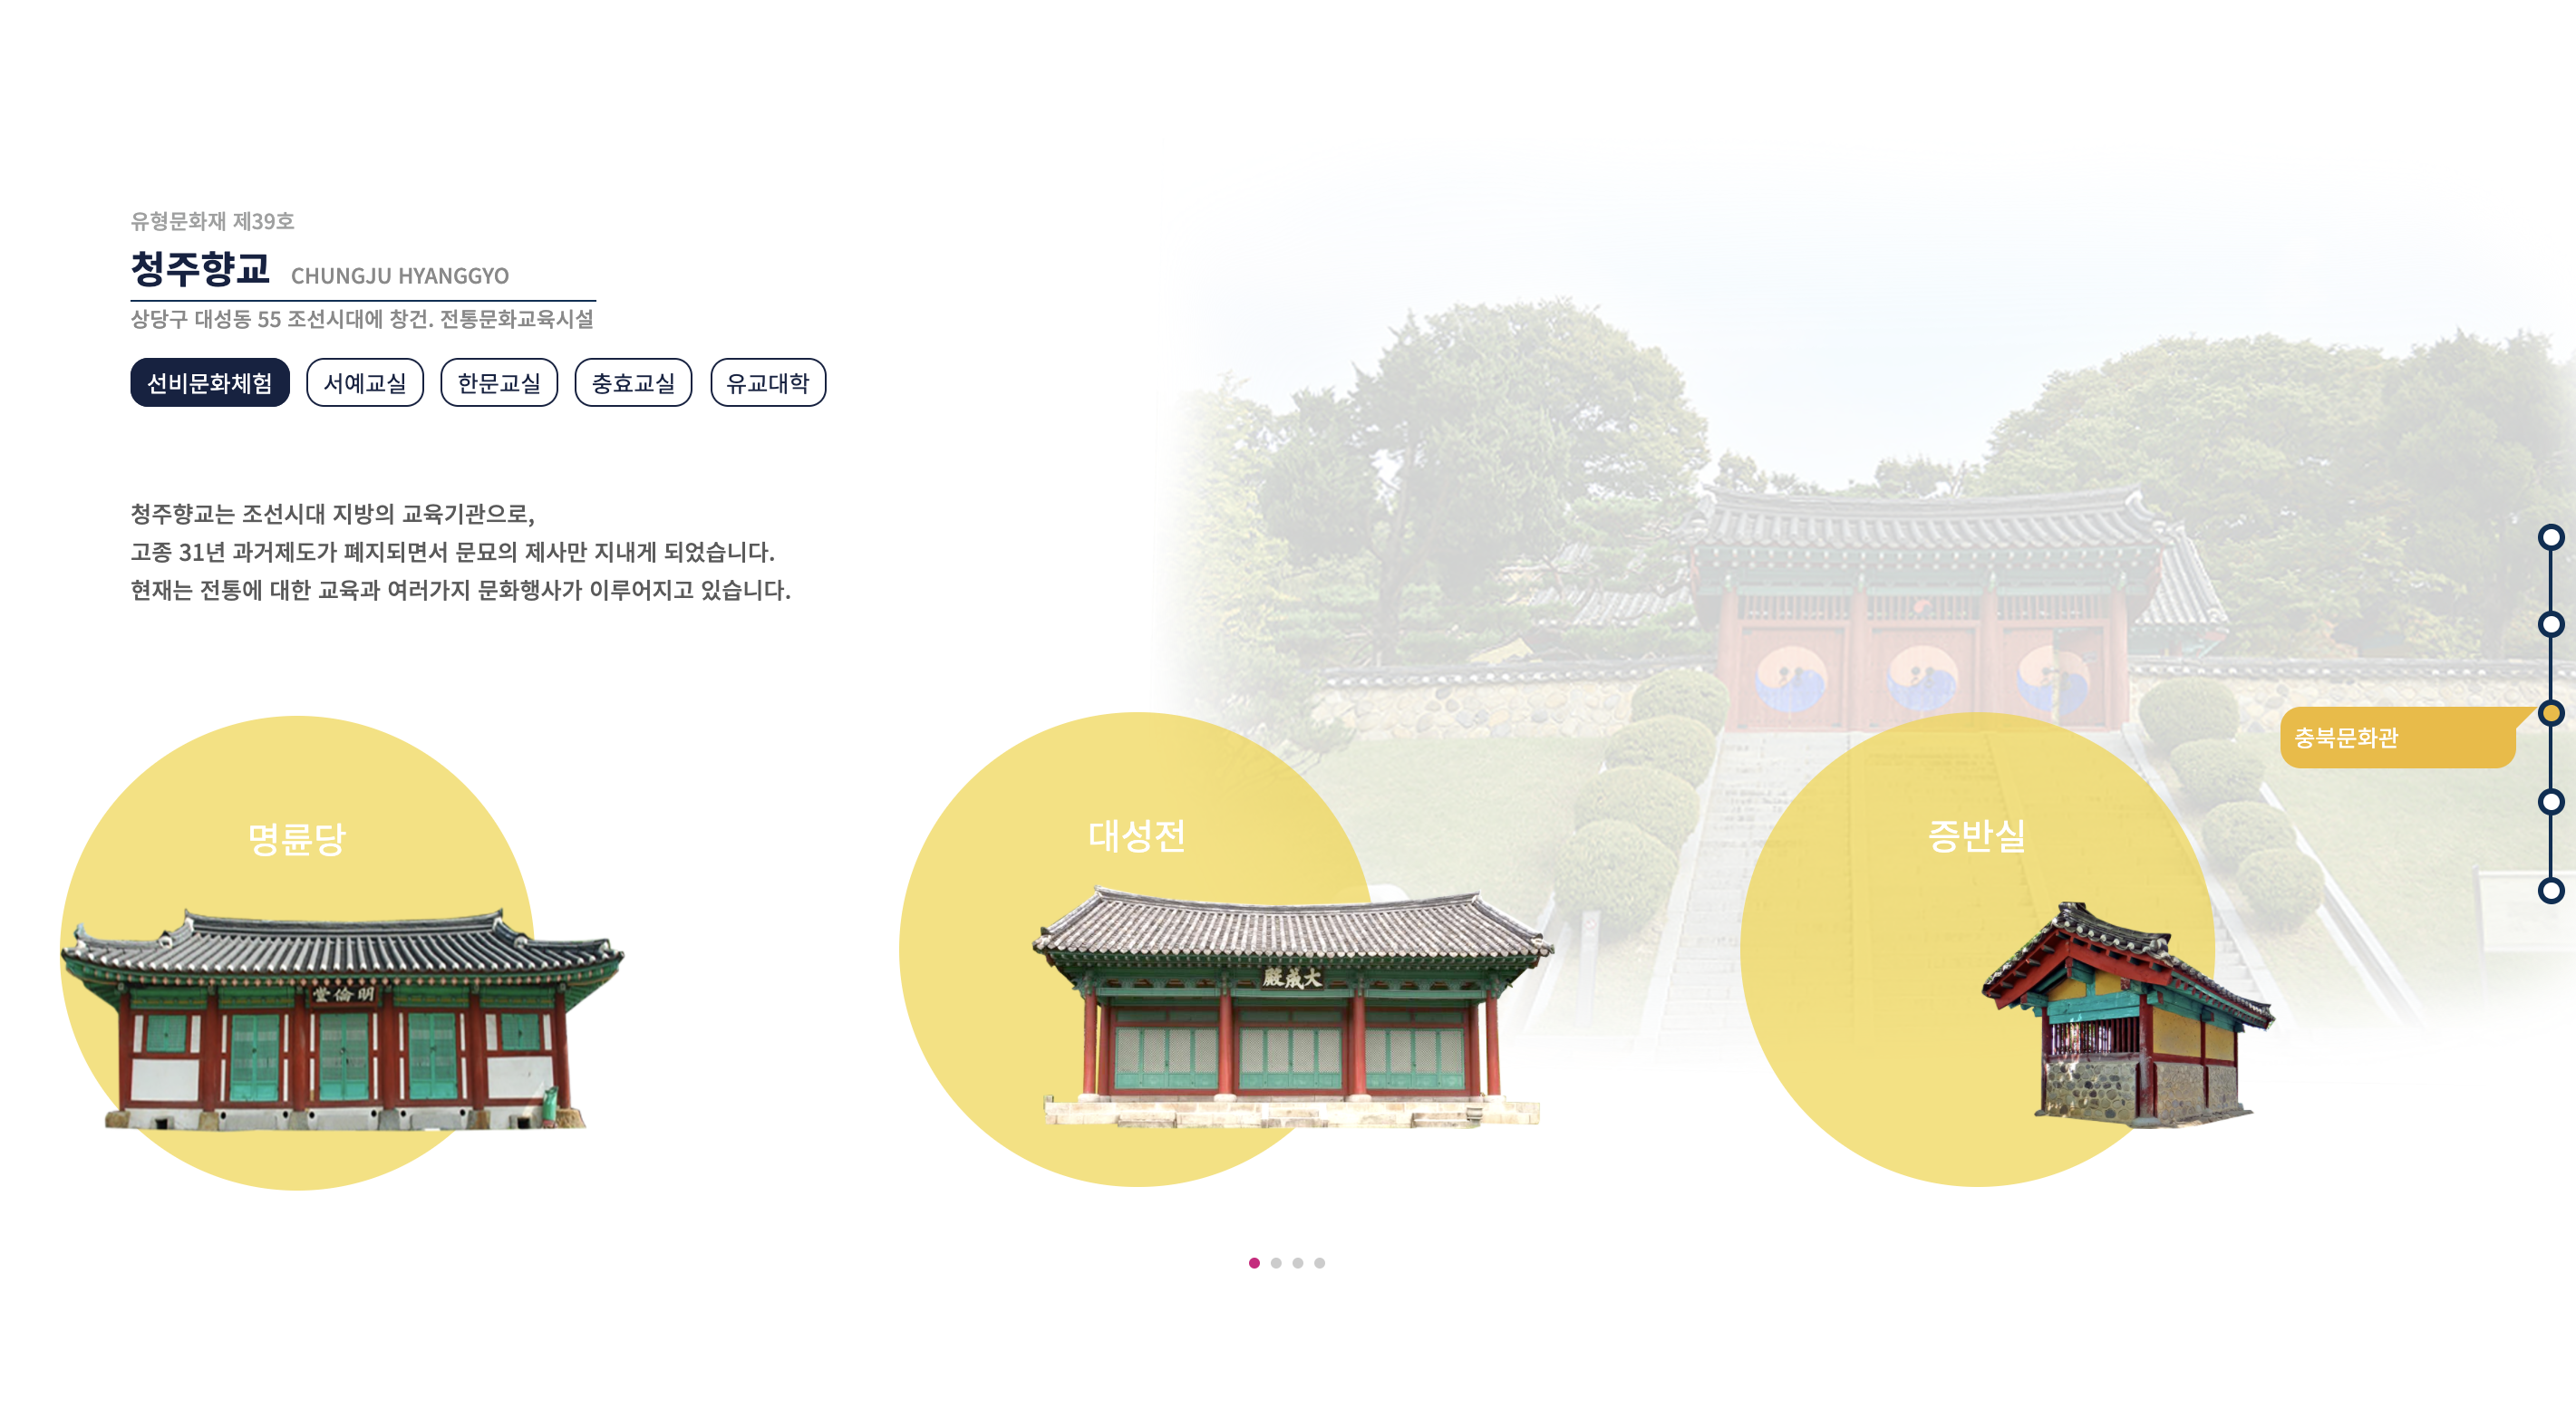 유형문화재 제39호
청주향교 CHUNGJU HYANGGYO
상당구 대성동 55 조선시대에 창건. 전통문화교육시설
선비문화체험 서예교실 한문교실 충효교실 유교대학
청주향교는 조선시대 지방의 교육기관으로,
고종 31년 과거제도가 폐지되면서 문묘의 제사만 지내게 되었습니다.
현재는 전통에 대한 교육과 여러가지 문화행사가 이루어지고 있습니다.
충북문화관
명륜당
대성전
증반실
堂倫明
殿成大